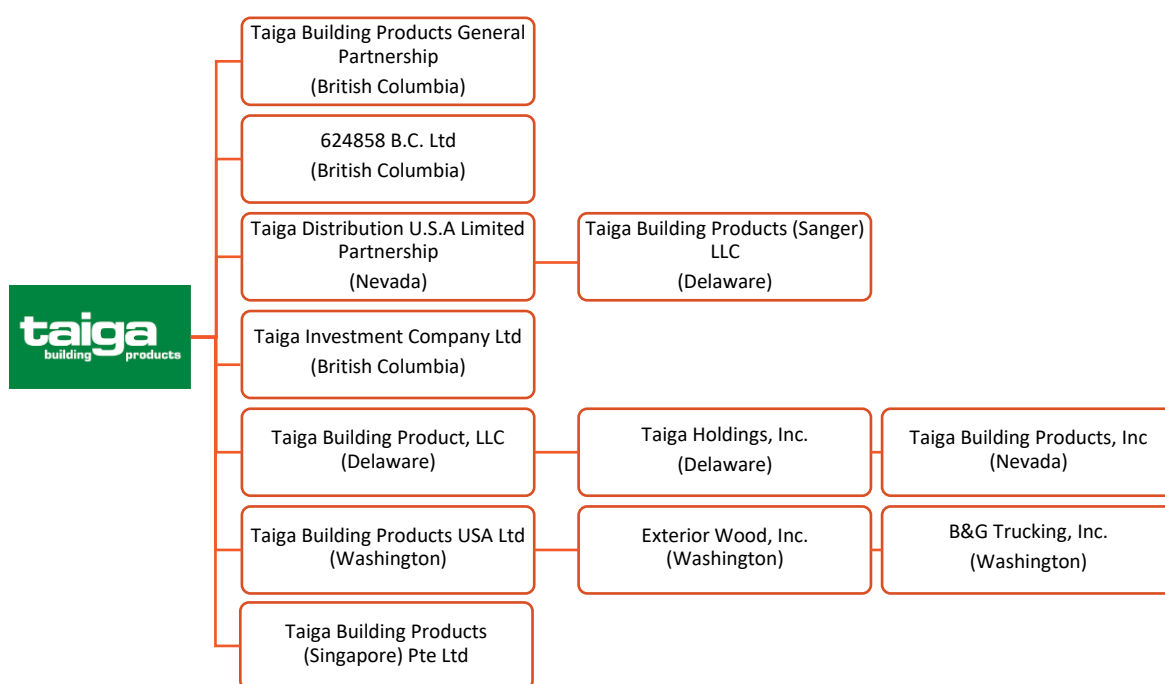 Taiga Building Products General
Partnership
(British Columbia)
624858 B.C. Ltd
(British Columbia)
Taiga Distribution U.S.A Limited
Partnership
(Nevada)
Taiga Building Products (Sanger)
LLC
(Delaware)
taiga
building products
Taiga Investment Company Ltd
(British Columbia)
Taiga Building Product, LLC
(Delaware)
Taiga Holdings, Inc.
(Delaware)
Taiga Building Products, Inc
(Nevada)
Taiga Building Products USA Ltd
(Washington)
Exterior Wood, Inc.
(Washington)
B&G Trucking, Inc.
(Washington)
Taiga Building Products
(Singapore) Pte Ltd